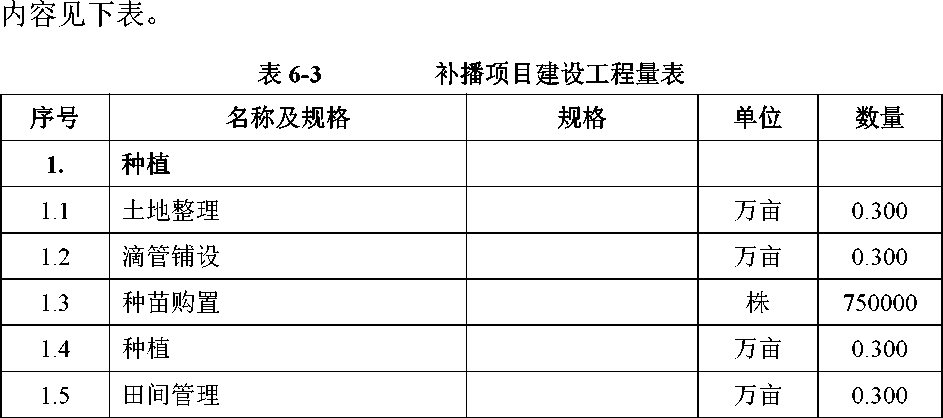 内容见下表。
表 6-3 补播项目建设工程量表
序号 名称及规格 规格 单位 数量
1. 种植
1.1 土地整理 万亩 0.300
1.2 滴管铺设 万亩 0.300
1.3 种苗购置 株 750000
1.4 种植 万亩 0.300
1.5 田间管理 万亩 0.300